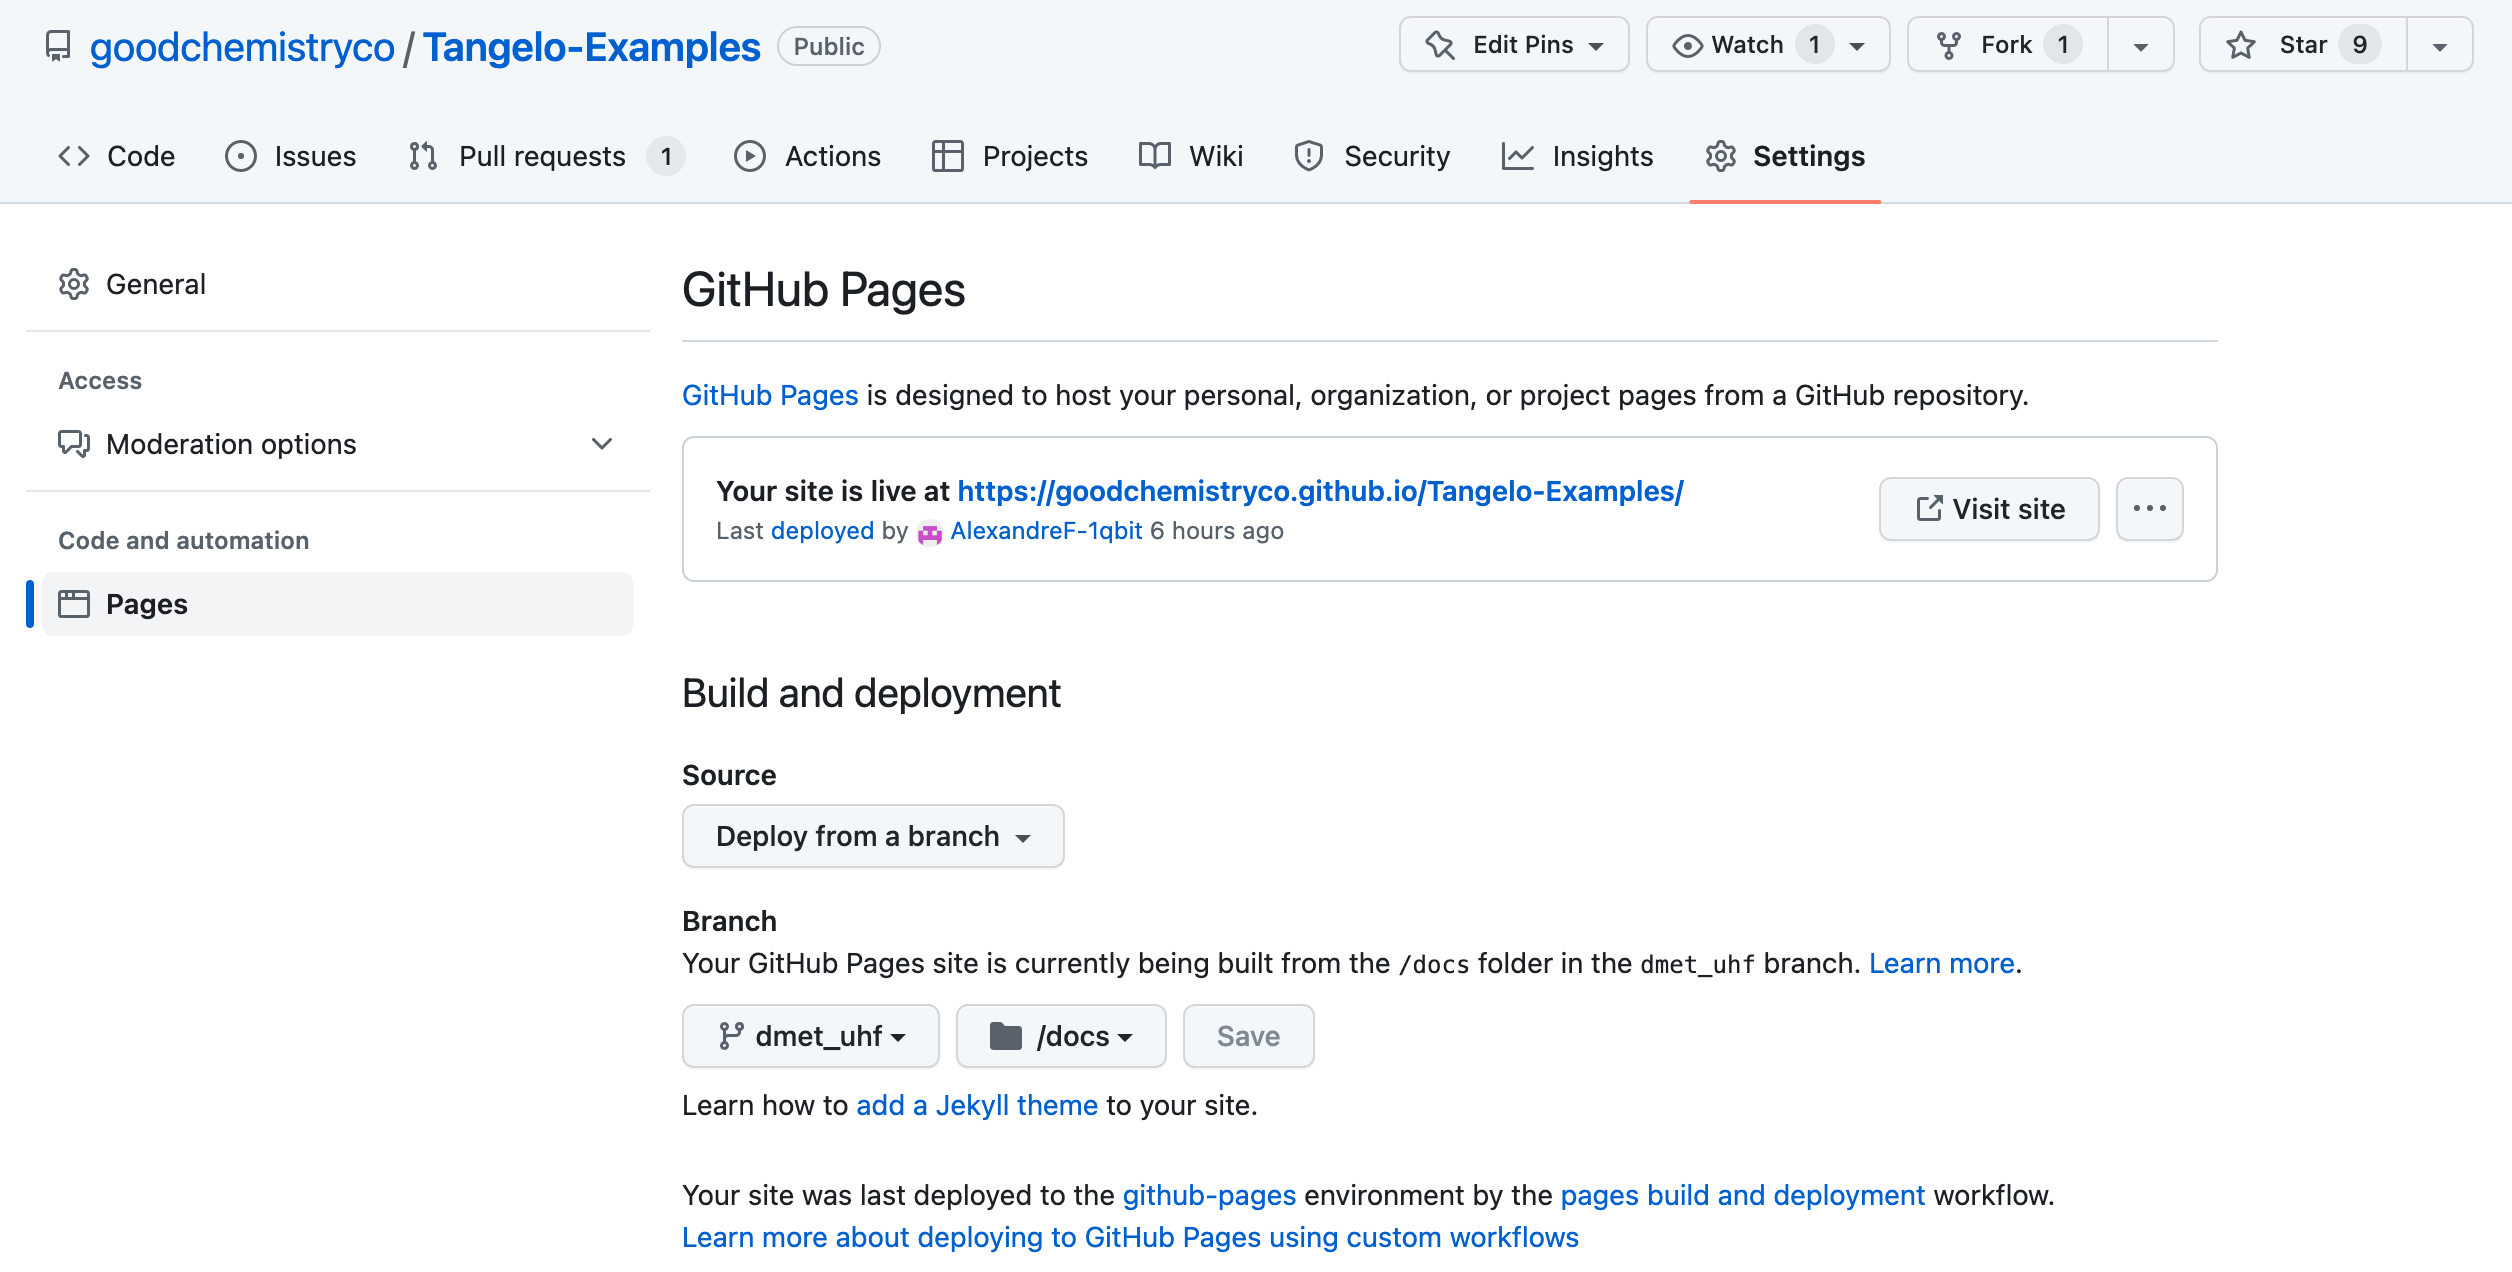 goodchemistryco / Tangelo-Examples Public Edit Pins Watch 1 Fork 1 Star 9
Code Issues Pull requests 1 Actions Projects Wiki Security Insights Settings
General
Access
Moderation options
Code and automation
Pages
GitHub Pages
GitHub Pages is designed to host your personal, organization, or project pages from a GitHub repository.
Your site is live at https://goodchemistryco.github.io/Tangelo-Examples/
Last deployed by AlexandreF-1qbit 6 hours ago
Visit site
Build and deployment
Source
Deploy from a branch
Branch
Your GitHub Pages site is currently being built from the /docs folder in the dmet_uhf branch. Learn more.
dmet_uhf /docs Save
Learn how to add a Jekyll theme to your site.
Your site was last deployed to the github-pages environment by the pages build and deployment workflow.
Learn more about deploying to GitHub Pages using custom workflows